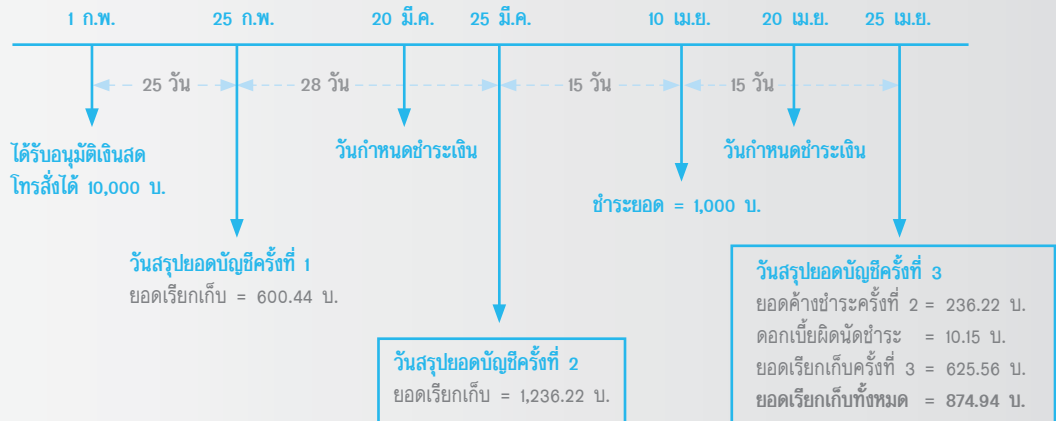 1 ก.พ. 25 ก.พ. 20 มี.ค. 25 มี.ค. 10 เม.ย. 20 เม.ย. 25 เม.ย.
25 วัน 28 วัน 15 วัน 15 วัน
ได้รับอนุมัติเงินสด
โทรสั่งได้ 10,000 บ.
วันกำหนดชำระเงิน
วันกำหนดชำระเงิน
ชำระยอด = 1,000 บ.
วันสรุปยอดบัญชีครั้งที่ 1
ยอดเรียกเก็บ = 600.44 บ.
วันสรุปยอดบัญชีครั้งที่ 2
ยอดเรียกเก็บ = 1,236.22 บ.
วันสรุปยอดบัญชีครั้งที่ 3
ยอดค้างชำระครั้งที่ 2 = 236.22 บ.
ดอกเบี้ยผิดนัดชำระ = 10.15 บ.
ยอดเรียกเก็บครั้งที่ 3 = 625.56 บ.
ยอดเรียกเก็บทั้งหมด = 874.94 บ.